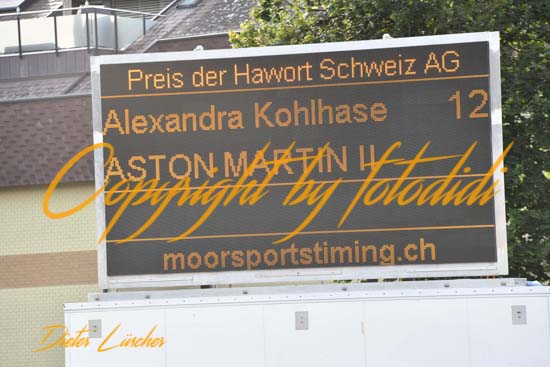 Preis der Hawort Schweiz AG
Alexandra Kohlhase 12
ASTON MARTIN II
Copyright by fotodidi
moorsportstiming.ch
Dieter Lüscher